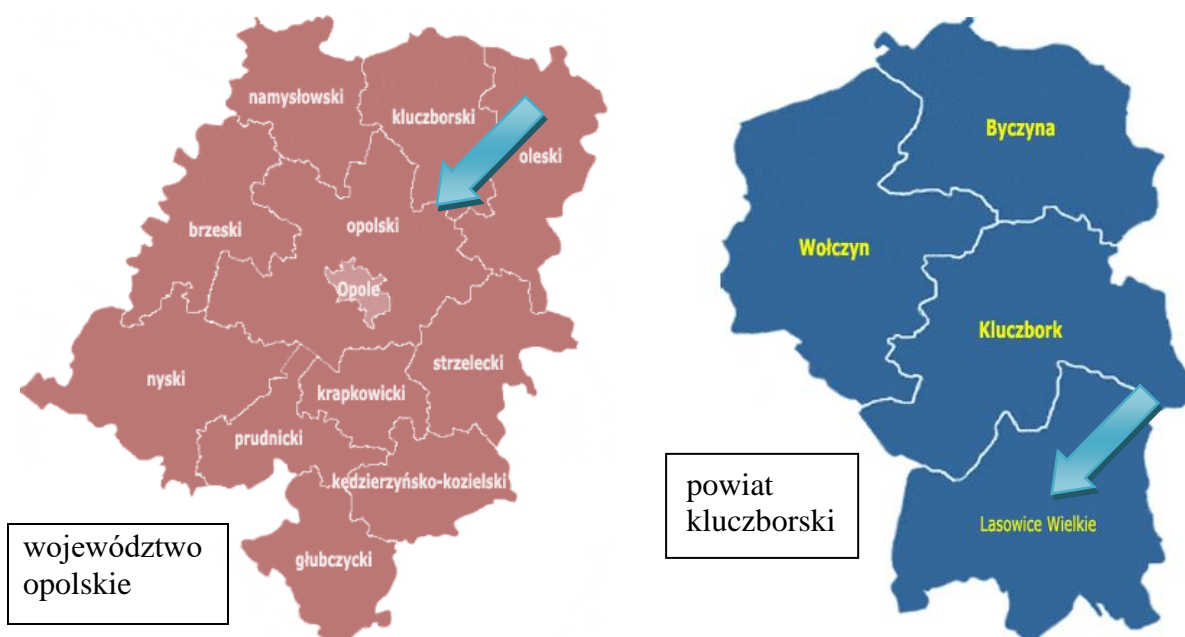 namysłowski
kluczborski
oleski
brzeski
opolski
Opole
nyski
strzelecki
krapkowicki
prudnicki
kędzierzyńsko-kozielski
głubczycki
województwo
opolskie
Byczyna
Wołczyn
Kluczbork
Lasowice Wielkie
powiat
kluczborski